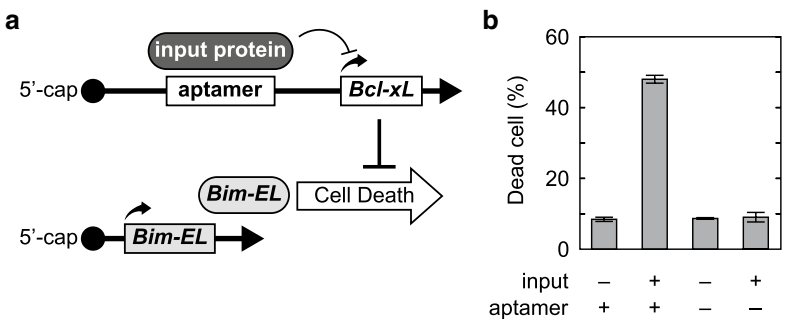 a
input protein
5'-cap
aptamer
Bcl-xL
Bim-EL
Cell Death
5'-cap
Bim-EL
b
Dead cell (%)
60
40
20
0
input – + – +
aptamer + + – –